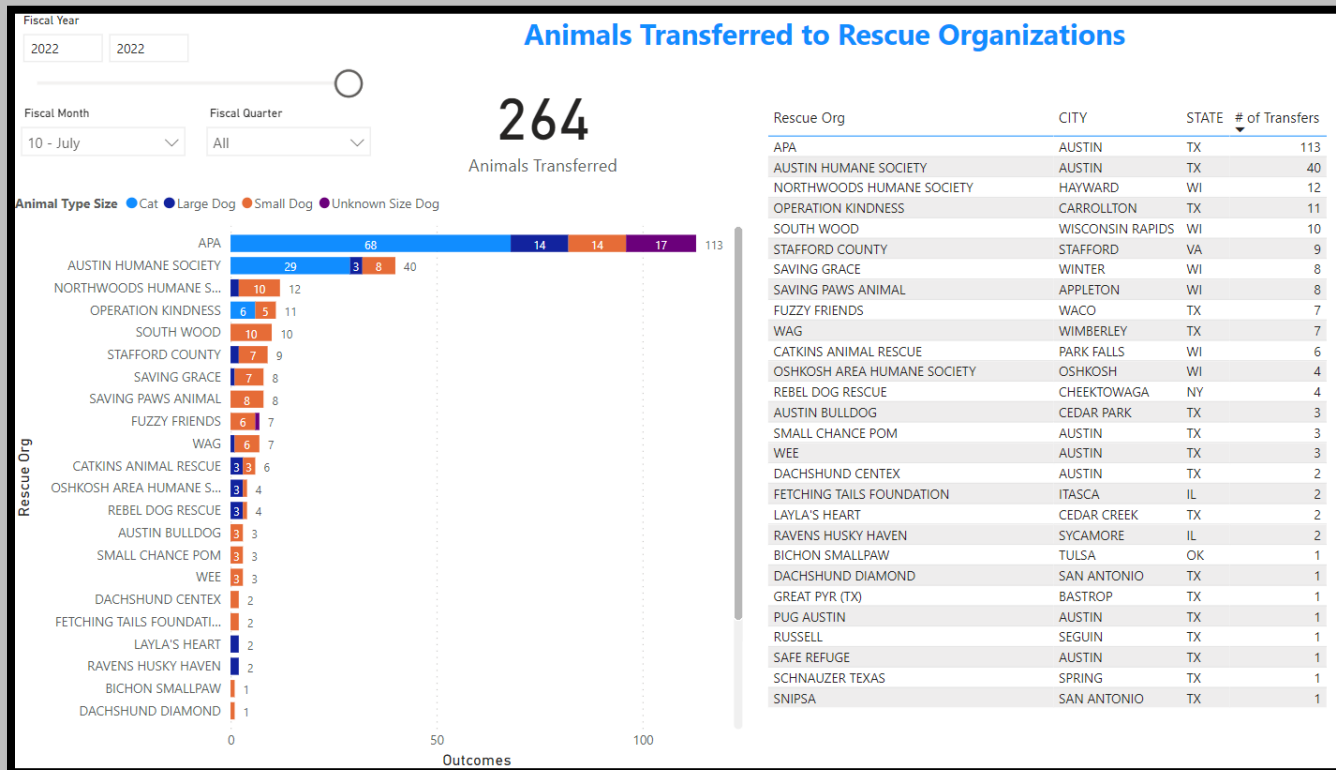 Fiscal Year
2022 2022
Animals Transferred to Rescue Organizations
Fiscal Month Fiscal Quarter
10 - July All
264
Animals Transferred
Animal Type Size Cat Large Dog Small Dog Unknown Size Dog
Rescue Org
APA 68 14 14 17 113
AUSTIN HUMANE SOCIETY 29 3 8 40
NORTHWOODS HUMANE S... 10 12
OPERATION KINDNESS 6 5 11
SOUTH WOOD 10 10
STAFFORD COUNTY 7 9
SAVING GRACE 7 8
SAVING PAWS ANIMAL 8 8
FUZZY FRIENDS 6 7
WAG 6 7
CATKINS ANIMAL RESCUE 3 3 6
OSHKOSH AREA HUMANE S... 3 4
REBEL DOG RESCUE 3 4
AUSTIN BULLDOG 3 3
SMALL CHANCE POM 3 3
WEE 3 3
DACHSHUND CENTEX 2
FETCHING TAILS FOUNDATI... 2
LAYLA'S HEART 2
RAVENS HUSKY HAVEN 2
BICHON SMALLPAW 1
DACHSHUND DIAMOND 1
0 50 100
Outcomes
Rescue Org CITY STATE # of Transfers
APA AUSTIN TX 113
AUSTIN HUMANE SOCIETY AUSTIN TX 40
NORTHWOODS HUMANE SOCIETY HAYWARD WI 12
OPERATION KINDNESS CARROLLTON TX 11
SOUTH WOOD WISCONSIN RAPIDS WI 10
STAFFORD COUNTY STAFFORD VA 9
SAVING GRACE WINTER WI 8
SAVING PAWS ANIMAL APPLETON WI 8
FUZZY FRIENDS WACO TX 7
WAG WIMBERLEY TX 7
CATKINS ANIMAL RESCUE PARK FALLS WI 6
OSHKOSH AREA HUMANE SOCIETY OSHKOSH WI 4
REBEL DOG RESCUE CHEEKTOWAGA NY 4
AUSTIN BULLDOG CEDAR PARK TX 3
SMALL CHANCE POM AUSTIN TX 3
WEE AUSTIN TX 3
DACHSHUND CENTEX AUSTIN TX 2
FETCHING TAILS FOUNDATION ITASCA IL 2
LAYLA'S HEART CEDAR CREEK TX 2
RAVENS HUSKY HAVEN SYCAMORE IL 2
BICHON SMALLPAW TULSA OK 1
DACHSHUND DIAMOND SAN ANTONIO TX 1
GREAT PYR (TX) BASTROP TX 1
PUG AUSTIN AUSTIN TX 1
RUSSELL SEGUIN TX 1
SAFE REFUGE AUSTIN TX 1
SCHNAUZER TEXAS SPRING TX 1
SNIPSA SAN ANTONIO TX 1